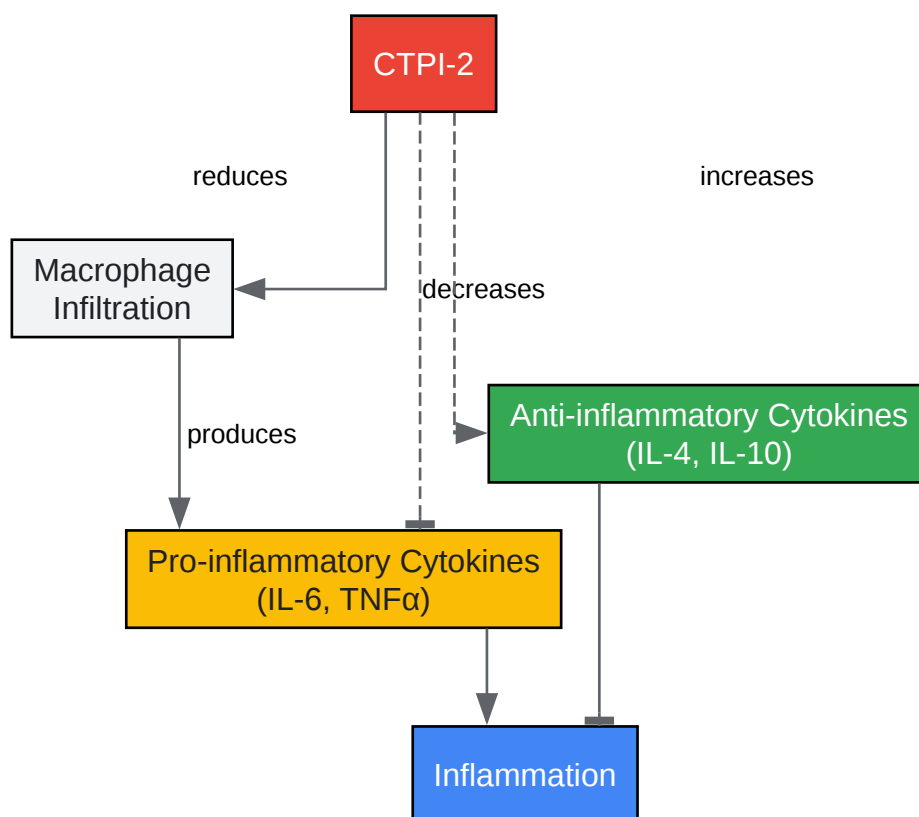 CTPI-2
reduces
increases
Macrophage
Infiltration
decreases
Anti-inflammatory Cytokines
(IL-4, IL-10)
produces
Pro-inflammatory Cytokines
(IL-6, TNFα)
Inflammation